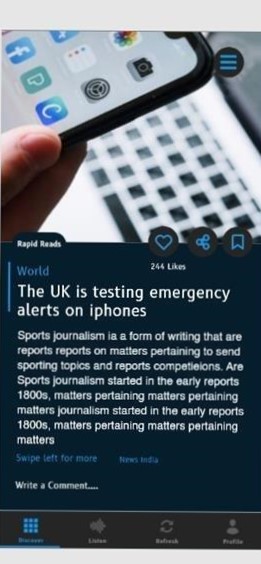 Rapid Reads
244 Likes
World
The UK is testing emergency
alerts on iphones
Sports journalism ia a form of writing that are
reports reports on matters pertaining to send
sporting topics and reports competieions. Are
Sports journalism started in the early reports
1800s, matters pertaining matters pertaining
matters journalism started in the early reports
1800s, matters pertaining matters pertaining
matters
Swipe left for more News India
Write a Comment.....
Discover Listen Refresh Profile